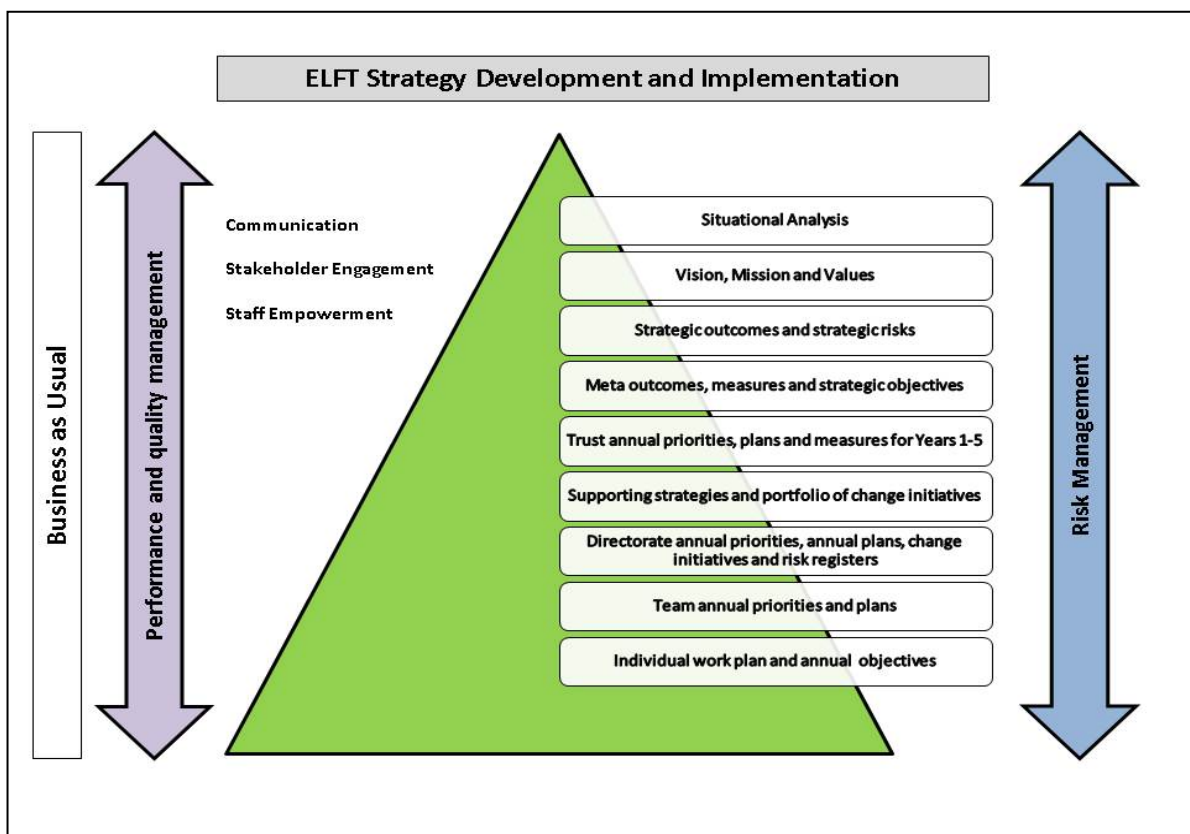 ELFT Strategy Development and Implementation
Business as Usual
Performance and quality management
Communication
Stakeholder Engagement
Staff Empowerment
Situational Analysis
Vision, Mission and Values
Strategic outcomes and strategic risks
Meta outcomes, measures and strategic objectives
Trust annual priorities, plans and measures for Years 1-5
Supporting strategies and portfolio of change initiatives
Directorate annual priorities, annual plans, change
initiatives and risk registers
Team annual priorities and plans
Individual work plan and annual objectives
Risk Management